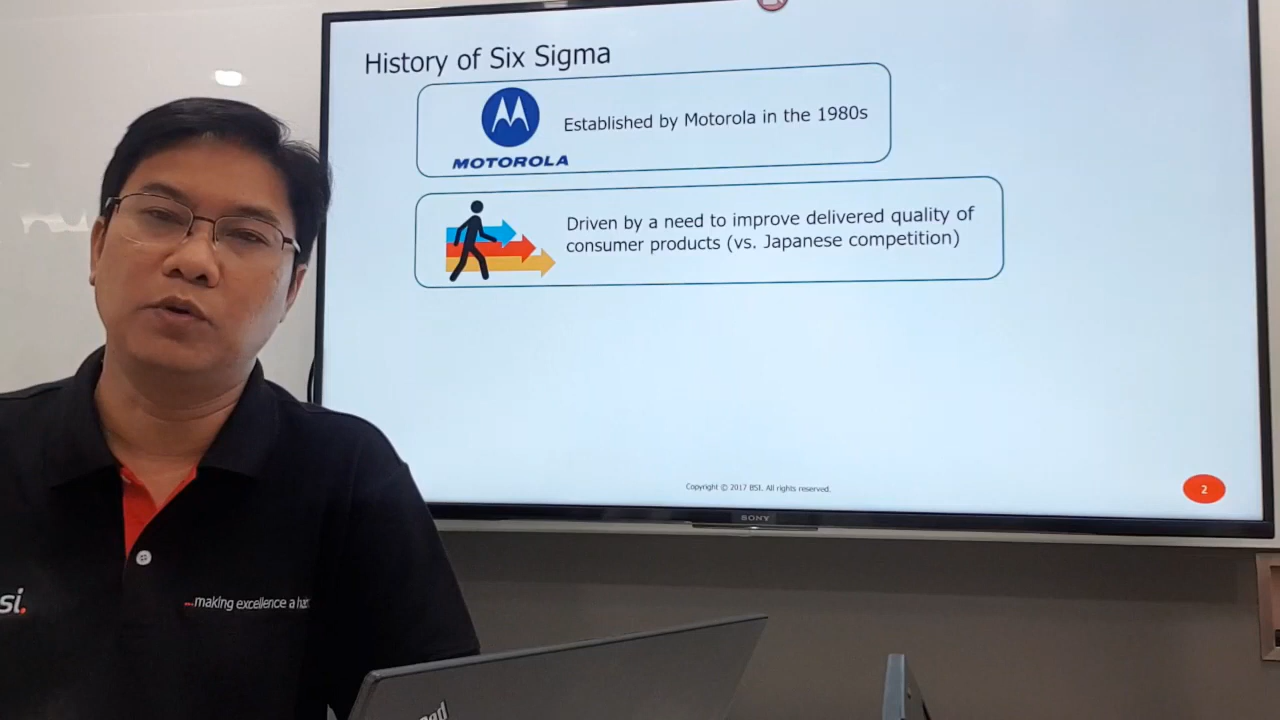 History of Six Sigma
MOTOROLA
Established by Motorola in the 1980s
Driven by a need to improve delivered quality of
consumer products (vs. Japanese competition)
Copyright © 2017 BSI. All rights reserved.
2
SONY
si.
...making excellence a